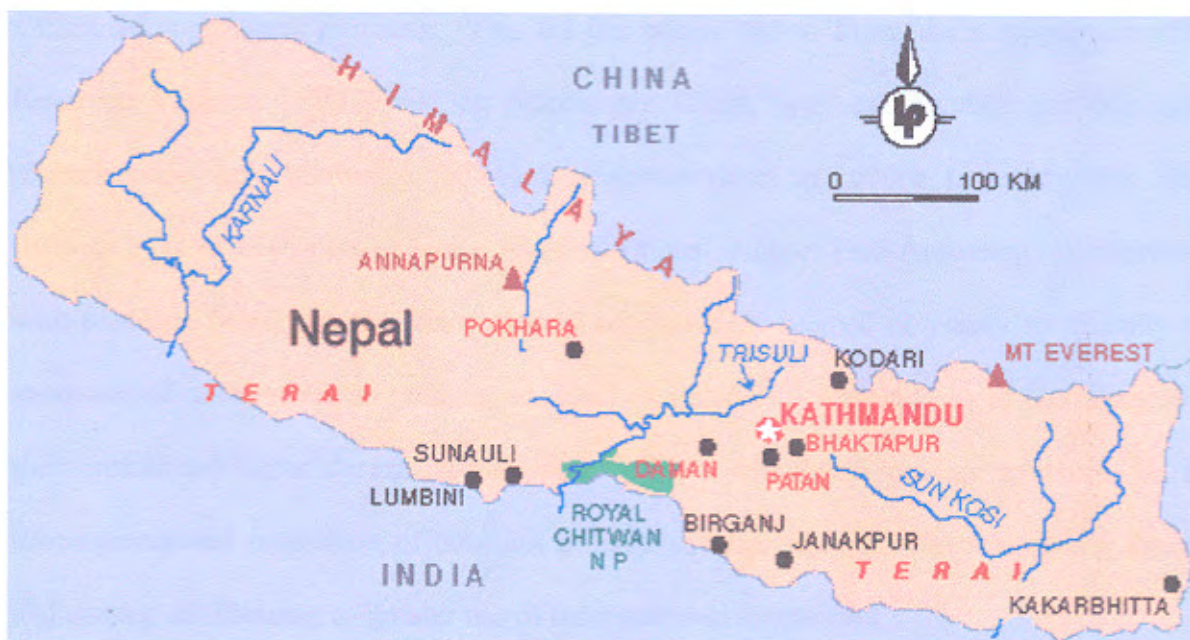 HIMALAYA
CHINA
TIBET
lp
0 100 KM
KARNALI
ANNAPURNA
Nepal
POKHARA
TRISULI
KODARI
MT EVEREST
TERAI
KATHMANDU
SUNAULI
DAMAN
BHAKTAPUR
LUMBINI
PATAN
SUN KOSI
ROYAL
CHITWAN
N P
BIRGANJ
JANAKPUR
INDIA
TERAI
KAKARBHITTA